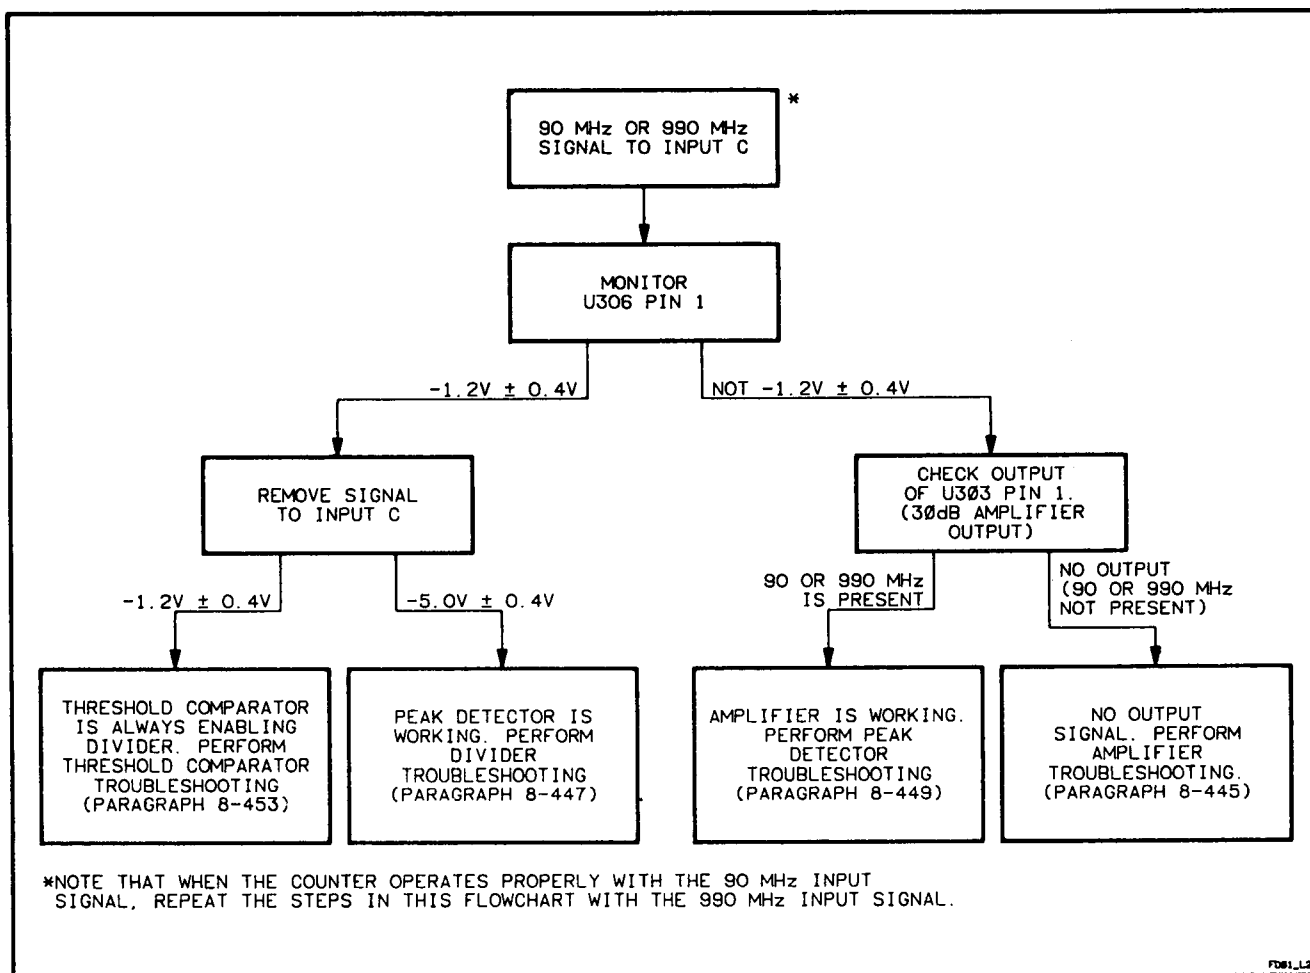 *
90 MHz OR 990 MHz
SIGNAL TO INPUT C
MONITOR
U306 PIN 1
-1.2V ± 0.4V
NOT -1.2V ± 0.4V
REMOVE SIGNAL
TO INPUT C
CHECK OUTPUT
OF U3Ø3 PIN 1.
(3ØdB AMPLIFIER
OUTPUT)
-1.2V ± 0.4V
-5.0V ± 0.4V
90 OR 990 MHz
IS PRESENT
NO OUTPUT
(90 OR 990 MHz
NOT PRESENT)
THRESHOLD COMPARATOR
IS ALWAYS ENABLING
DIVIDER. PERFORM
THRESHOLD COMPARATOR
TROUBLESHOOTING
(PARAGRAPH 8-453)
PEAK DETECTOR IS
WORKING. PERFORM
DIVIDER
TROUBLESHOOTING
(PARAGRAPH 8-447)
AMPLIFIER IS WORKING.
PERFORM PEAK
DETECTOR
TROUBLESHOOTING
(PARAGRAPH 8-449)
NO OUTPUT
SIGNAL. PERFORM
AMPLIFIER
TROUBLESHOOTING.
(PARAGRAPH 8-445)
*NOTE THAT WHEN THE COUNTER OPERATES PROPERLY WITH THE 90 MHz INPUT
SIGNAL, REPEAT THE STEPS IN THIS FLOWCHART WITH THE 990 MHz INPUT SIGNAL.